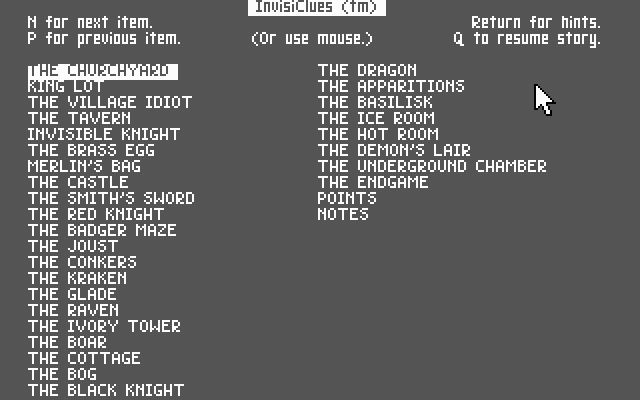 InvisiClues (tm)
N for next item.
Return for hints.
P for previous item.
(Or use mouse.)
Q to resume story.
THE CHURCHYARD
KING LOT
THE VILLAGE IDIOT
THE TAVERN
INVISIBLE KNIGHT
THE BRASS EGG
MERLIN'S BAG
THE CASTLE
THE SMITH'S SWORD
THE RED KNIGHT
THE BADGER MAZE
THE JOUST
THE CONKERS
THE KRAKEN
THE GLADE
THE RAVEN
THE IVORY TOWER
THE BOAR
THE COTTAGE
THE BOG
THE BLACK KNIGHT
THE DRAGON
THE APPARITIONS
THE BASILISK
THE ICE ROOM
THE HOT ROOM
THE DEMON'S LAIR
THE UNDERGROUND CHAMBER
THE ENDGAME
POINTS
NOTES